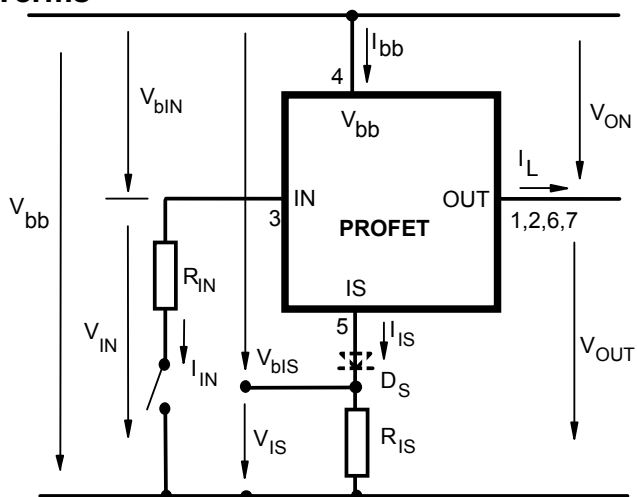 I_bb
4
V_bb
V_bIN
V_ON
I_L
V_bb
IN
OUT
3
PROFET
1,2,6,7
R_IN
IS
V_IN
I_IN
5
I_IS
V_bIS
D_S
V_OUT
V_IS
R_IS